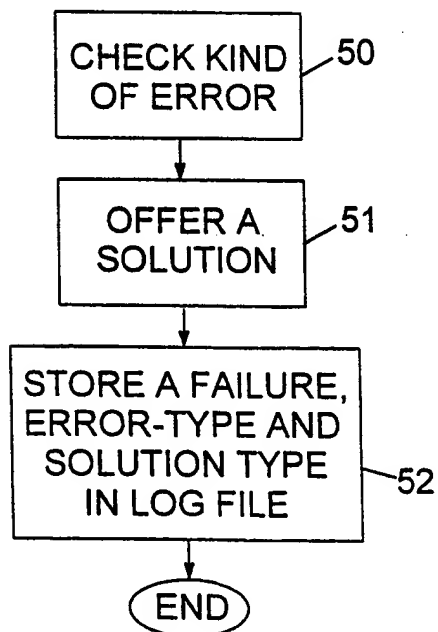 CHECK KIND
OF ERROR
50
OFFER A
SOLUTION
51
STORE A FAILURE,
ERROR-TYPE AND
SOLUTION TYPE
IN LOG FILE
52
END